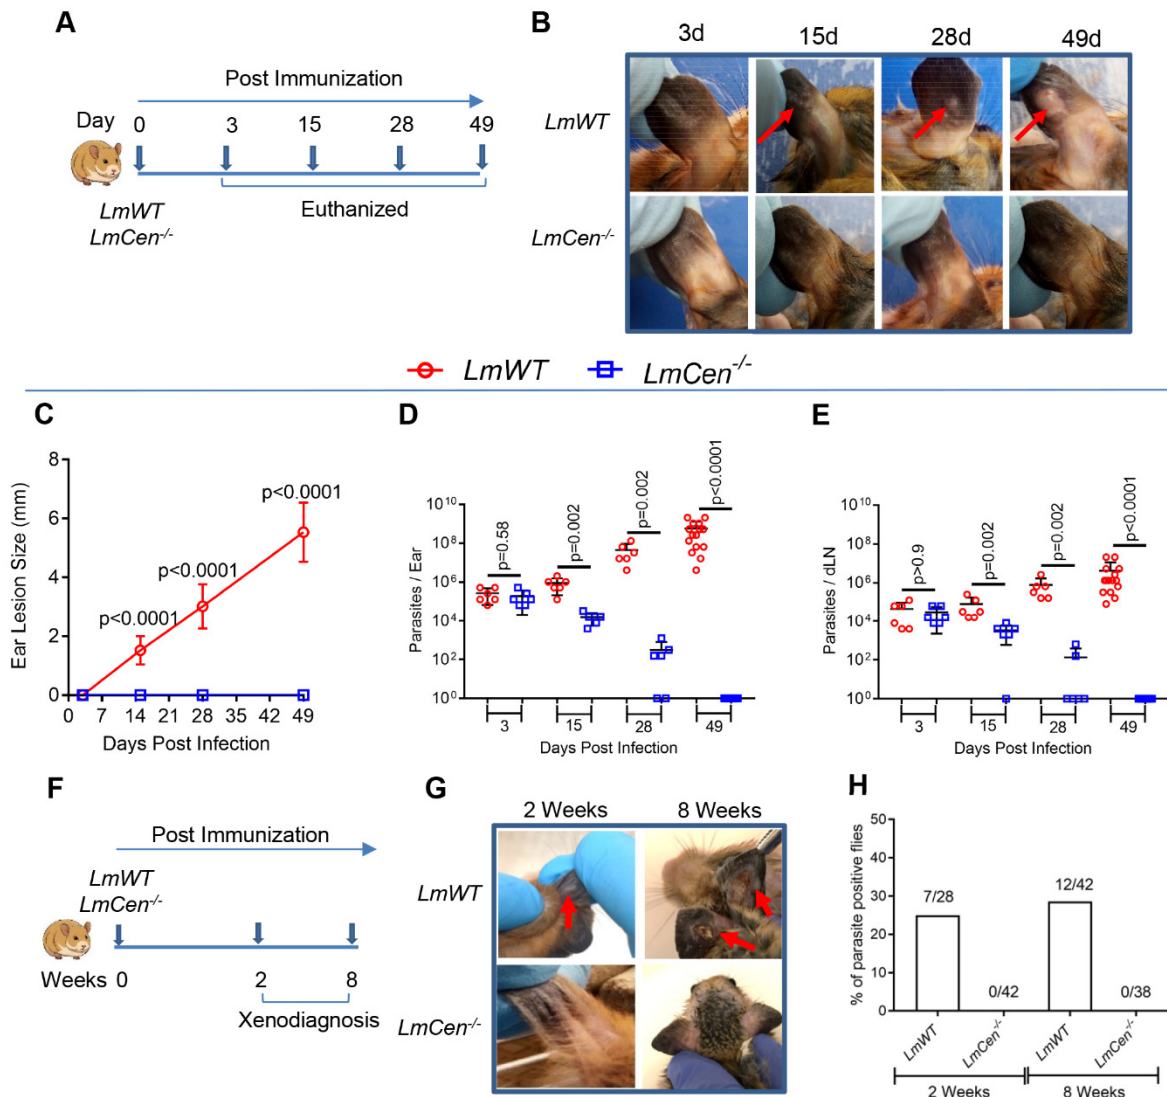 A
Post Immunization
Day
0
3
15
28
49
LmWT
LmCen-/-
Euthanized
B
3d
15d
28d
49d
LmWT
LmCen-/-
LmWT
LmCen-/-
C
Ear Lesion Size (mm)
8
6
4
2
0
p<0.0001
p<0.0001
p<0.0001
0
7
14
21
28
35
42
49
Days Post Infection
D
Parasites / Ear
10^10
10^8
10^6
10^4
10^2
10^0
p=0.58
p=0.002
p=0.002
p<0.0001
3
15
28
49
Days Post Infection
E
Parasites / dLN
10^10
10^8
10^6
10^4
10^2
10^0
p>0.9
p=0.002
p=0.002
p<0.0001
3
15
28
49
Days Post Infection
F
Post Immunization
LmWT
LmCen-/-
Weeks
0
2
8
Xenodiagnosis
G
2 Weeks
8 Weeks
LmWT
LmCen-/-
H
% of parasite positive flies
50
40
30
20
10
0
7/28
0/42
12/42
0/38
LmWT
LmCen-/-
LmWT
LmCen-/-
2 Weeks
8 Weeks